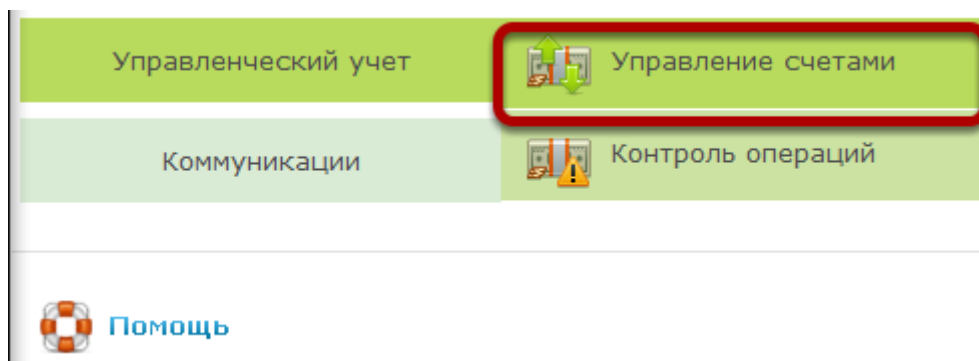 Управленческий учет
Управление счетами
Коммуникации
Контроль операций
Помощь